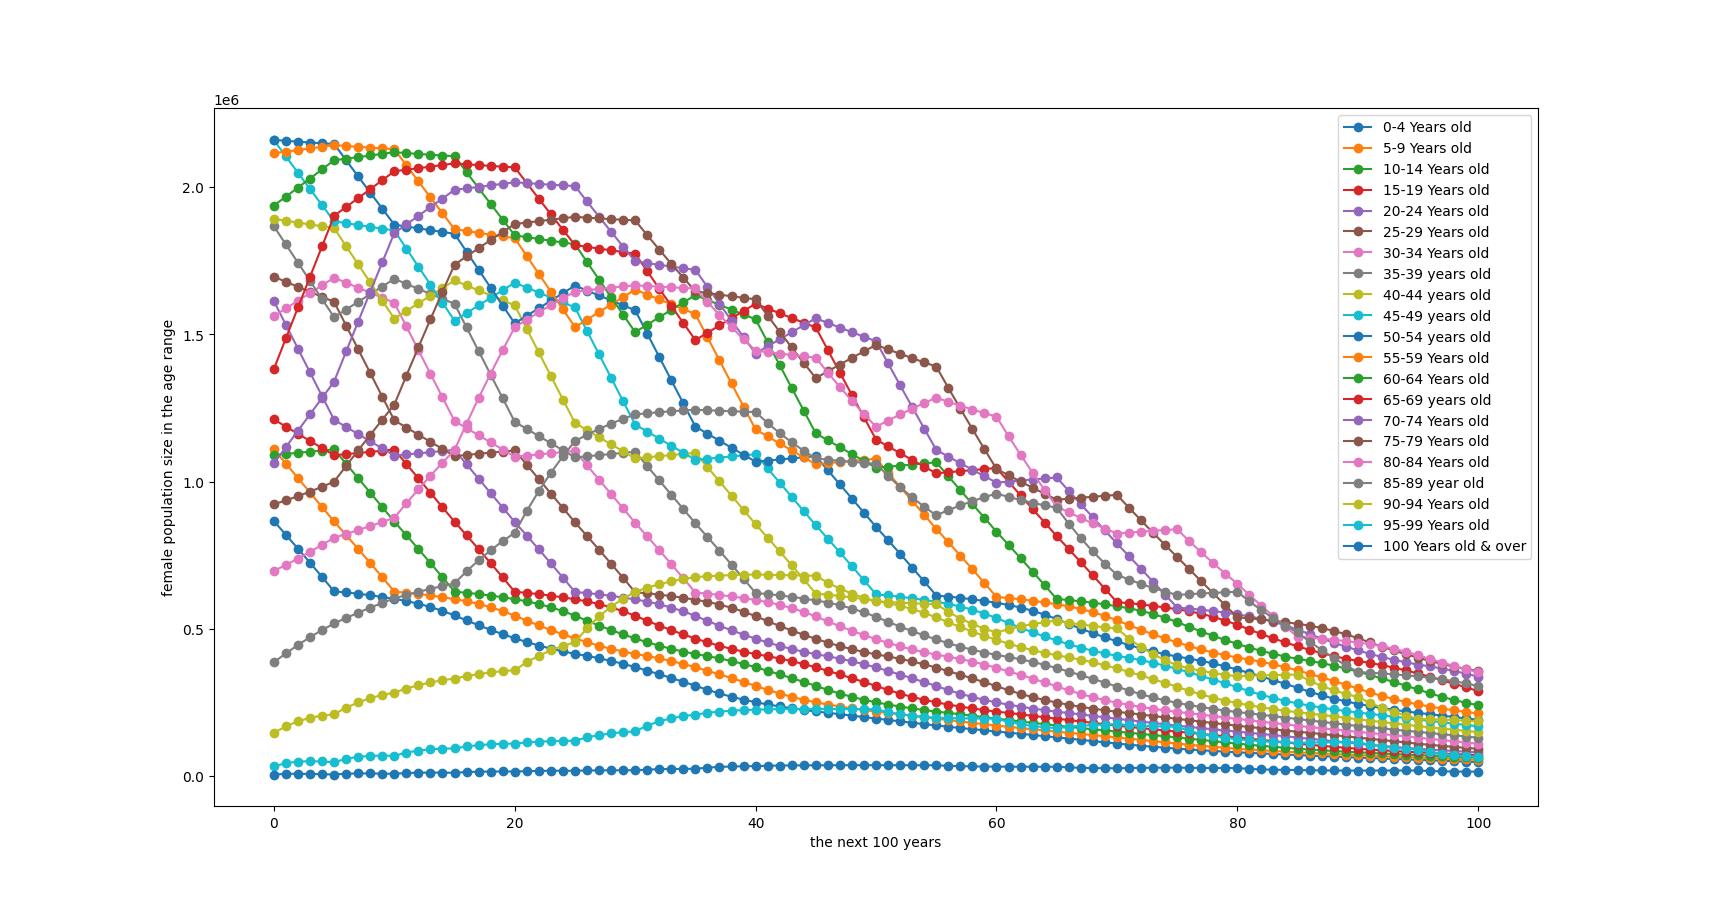 1e6
2.0
1.5
1.0
0.5
0.0
female population size in the age range
0 20 40 60 80 100
the next 100 years
0-4 Years old
5-9 Years old
10-14 Years old
15-19 Years old
20-24 Years old
25-29 Years old
30-34 Years old
35-39 years old
40-44 years old
45-49 years old
50-54 years old
55-59 Years old
60-64 Years old
65-69 years old
70-74 Years old
75-79 Years old
80-84 Years old
85-89 year old
90-94 Years old
95-99 Years old
100 Years old & over